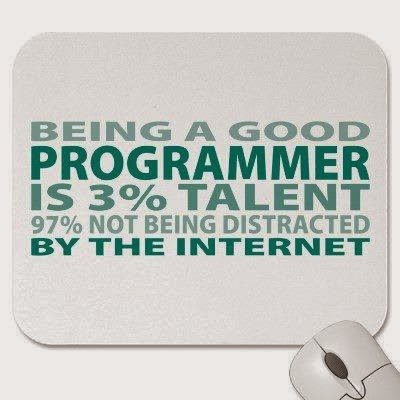 BEING A GOOD
PROGRAMMER
IS 3% TALENT
97% NOT BEING DISTRACTED
BY THE INTERNET